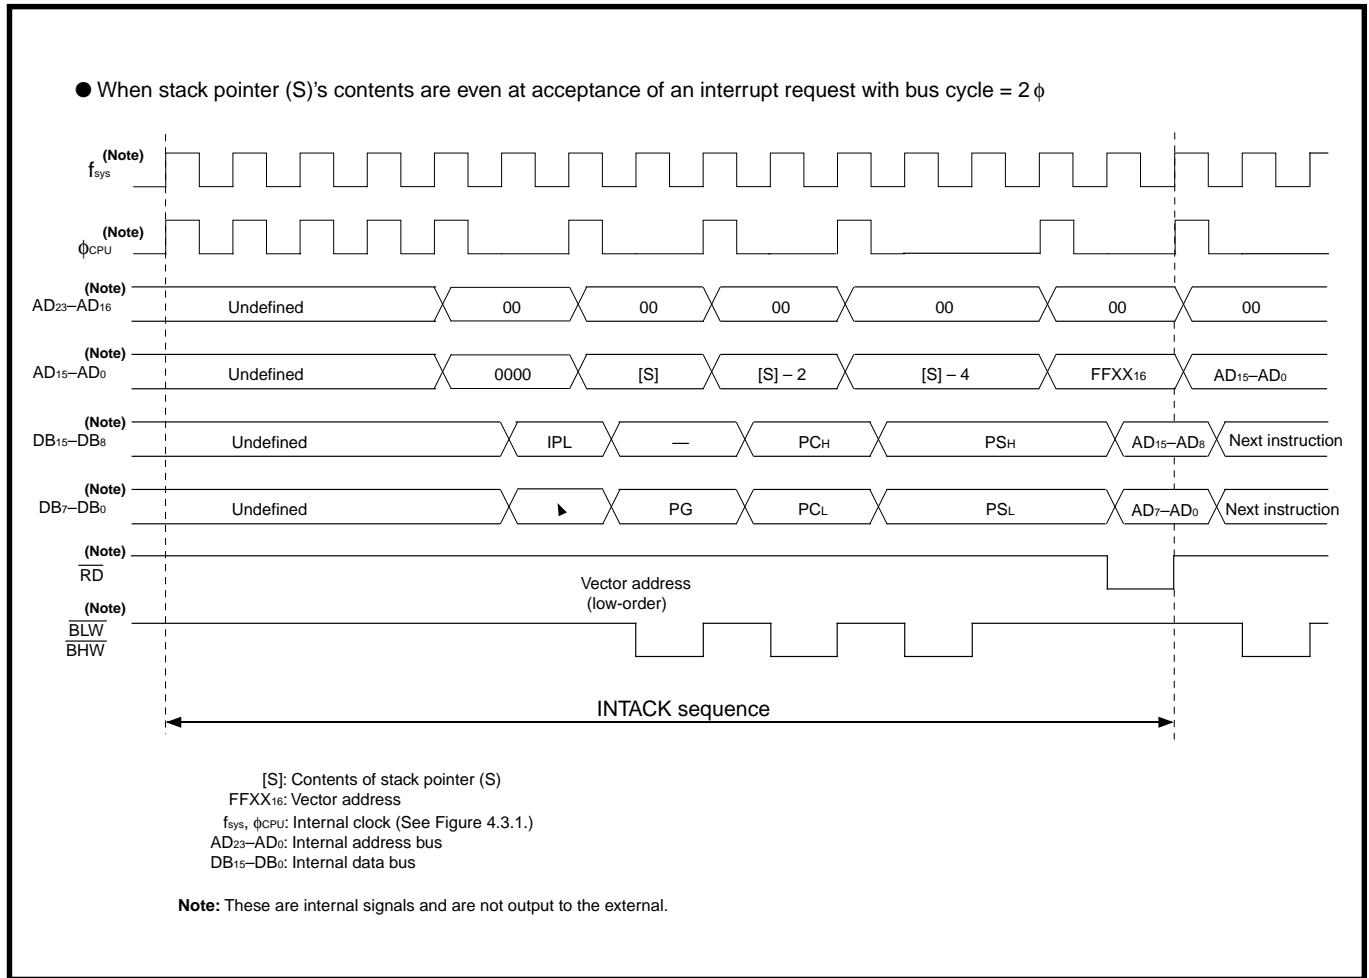 ● When stack pointer (S)'s contents are even at acceptance of an interrupt request with bus cycle = 2 ϕ
(Note)
fsys
(Note)
ϕCPU
(Note)
AD23–AD16 Undefined 00 00 00 00 00 00
(Note)
AD15–AD0 Undefined 0000 [S] [S] – 2 [S] – 4 FFXX16 AD15–AD0
(Note)
DB15–DB8 Undefined IPL — PCH PSH AD15–AD8 Next instruction
(Note)
DB7–DB0 Undefined PG PCL PSL AD7–AD0 Next instruction
(Note)
RD
Vector address
(low-order)
(Note)
BLW
BHW
INTACK sequence
[S]: Contents of stack pointer (S)
FFXX16: Vector address
fsys, ϕCPU: Internal clock (See Figure 4.3.1.)
AD23–AD0: Internal address bus
DB15–DB0: Internal data bus
Note: These are internal signals and are not output to the external.